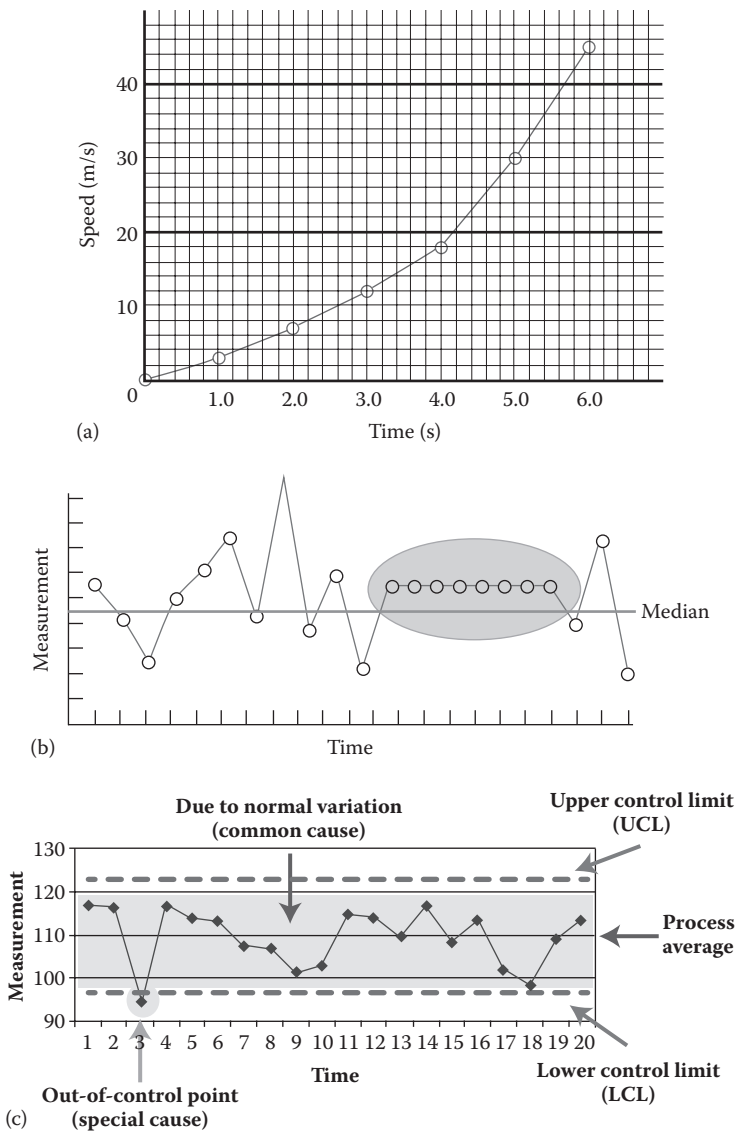 Speed (m/s)
40
30
20
10
0
1.0 2.0 3.0 4.0 5.0 6.0
(a)
Time (s)
Measurement
Median
(b)
Time
Due to normal variation
(common cause)
Upper control limit
(UCL)
Measurement
130
120
110
100
90
Process
average
1 2 3 4 5 6 7 8 9 10 11 12 13 14 15 16 17 18 19 20
Time
Lower control limit
(LCL)
Out-of-control point
(special cause)
(c)